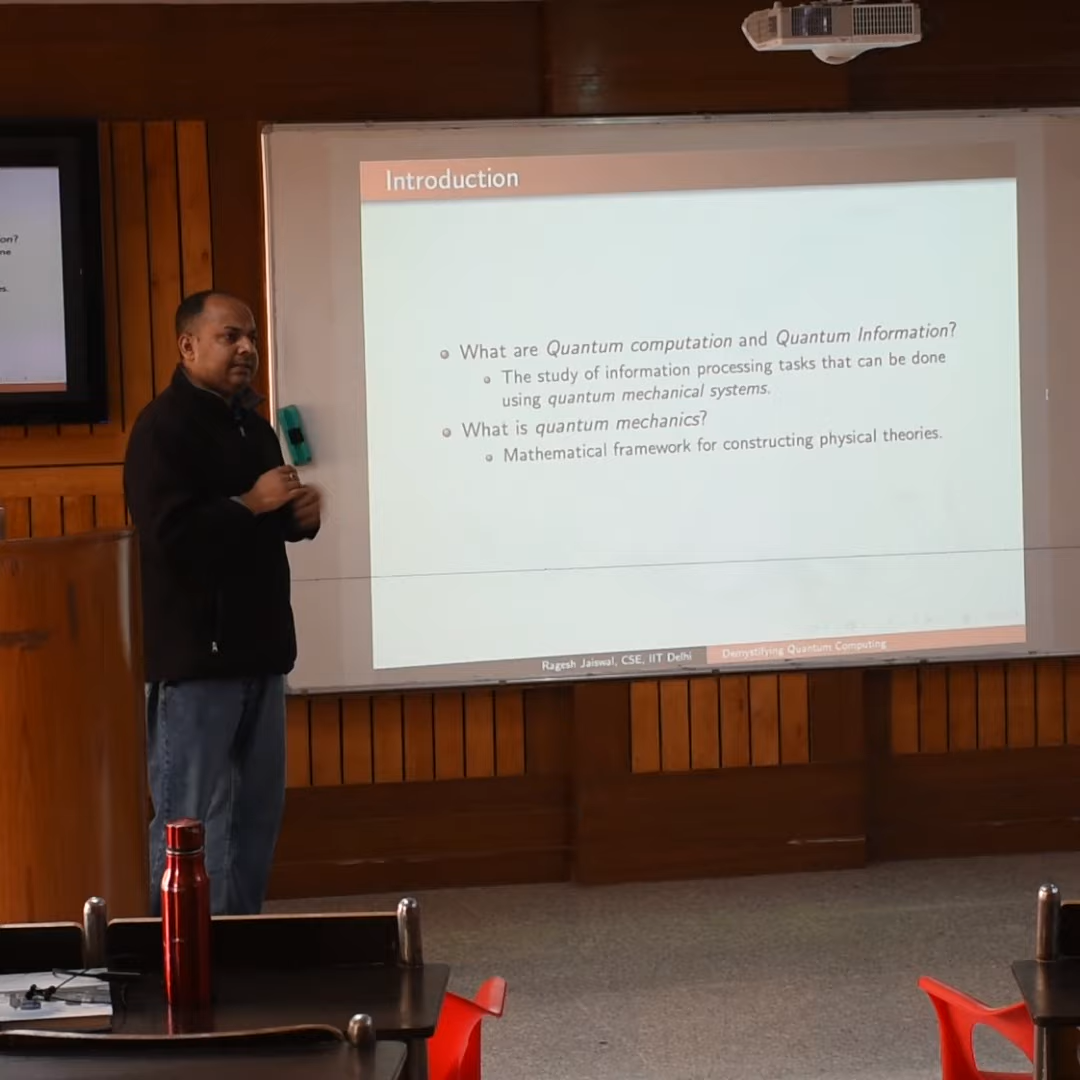 Introduction
What are Quantum computation and Quantum Information?
The study of information processing tasks that can be done
using quantum mechanical systems.
What is quantum mechanics?
Mathematical framework for constructing physical theories.
Ragesh Jaiswal, CSE, IIT Delhi
Demystifying Quantum Computing